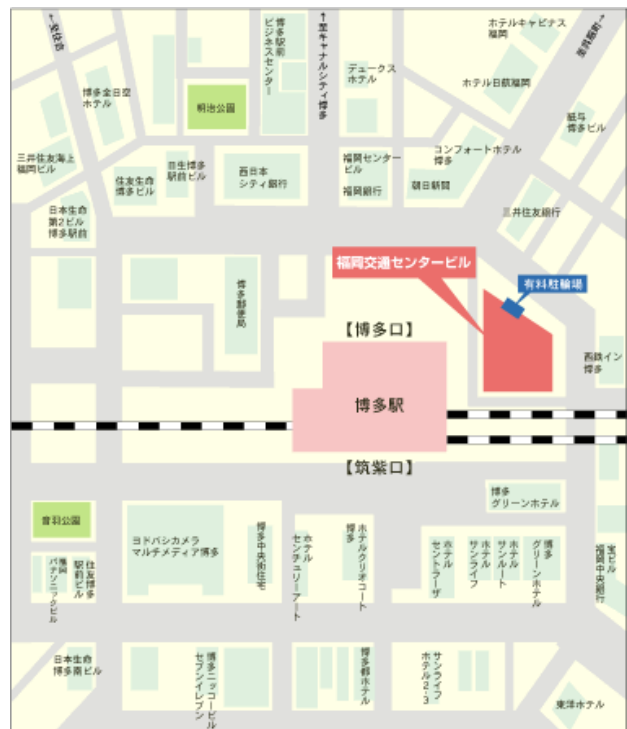 ←至住吉
博多駅前
ビジネスセンター
↑至キャナルシティ博多
ホテルキャビナス
福岡
至呉服町→
デュークス
ホテル
博多全日空
ホテル
明治公園
ホテル日航福岡
紙与
博多ビル
三井住友海上
福岡ビル
日生博多
駅前ビル
住友生命
博多ビル
西日本
シティ銀行
福岡センター
ビル
福岡銀行
コンフォートホテル
博多
朝日新聞
三井住友銀行
日本生命
第2ビル
博多駅前
福岡交通センタービル
有料駐輪場
博多郵便局
【博多口】
西鉄イン
博多
博多駅
【筑紫口】
博多
グリーンホテル
音羽公園
ヨドバシカメラ
マルチメディア博多
博多中央街住宅
ホテル
センチュリーアート
ホテルクリオコート
博多
ホテル
セントラーザ
ホテル
サンライフ
ホテル
サンルート
博多
グリーンホテル
宝ビル
福岡中央銀行
福岡
パナソニックビル
住友博多
駅前ビル
日本生命
博多南ビル
博多ニッコービル
セブンイレブン
博多都ホテル
サンライフ
ホテル2・3
東洋ホテル